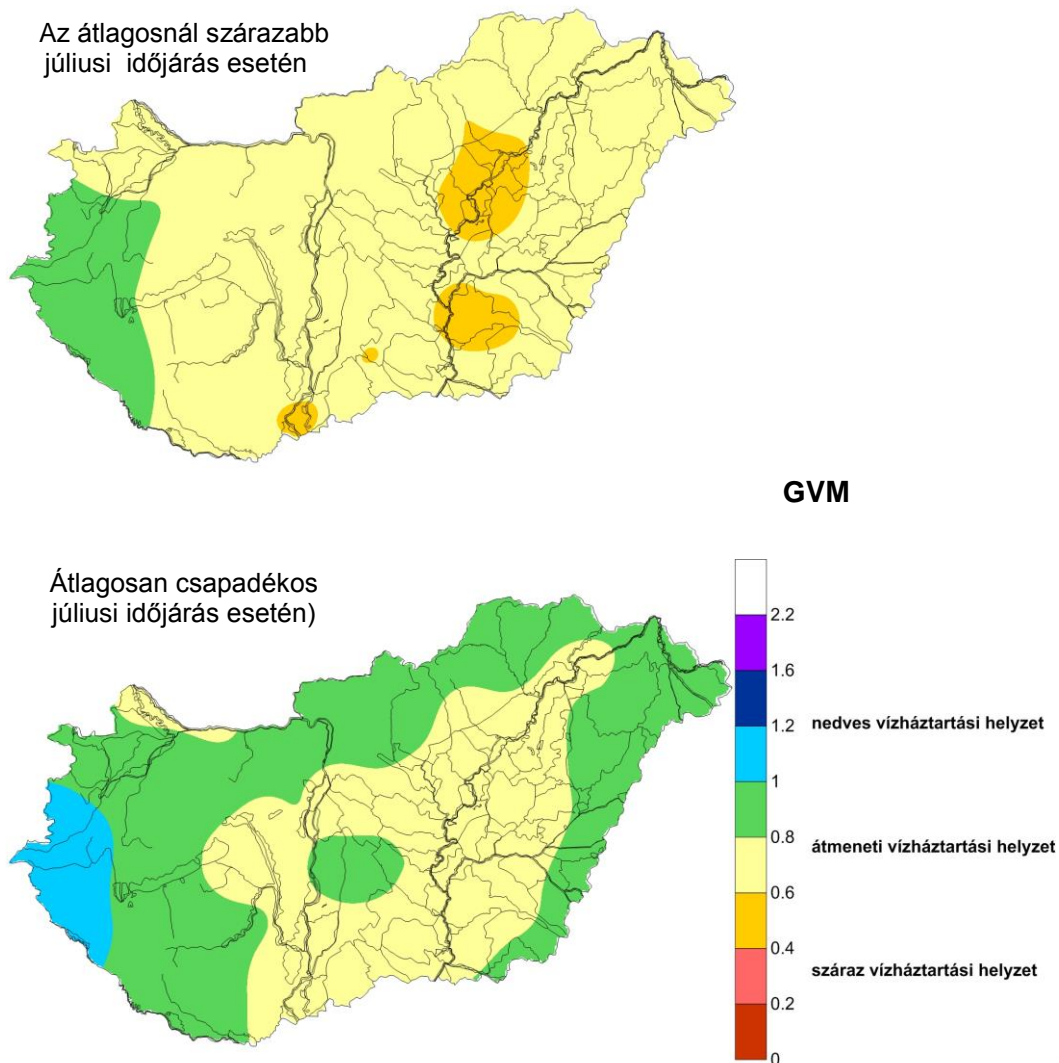 Az átlagosnál szárazabb
júliusi időjárás esetén
GVM
Átlagosan csapadékos
júliusi időjárás esetén)
2.2
1.6
nedves vízháztartási helyzet
1.2
1
0.8
átmeneti vízháztartási helyzet
0.6
0.4
száraz vízháztartási helyzet
0.2
0